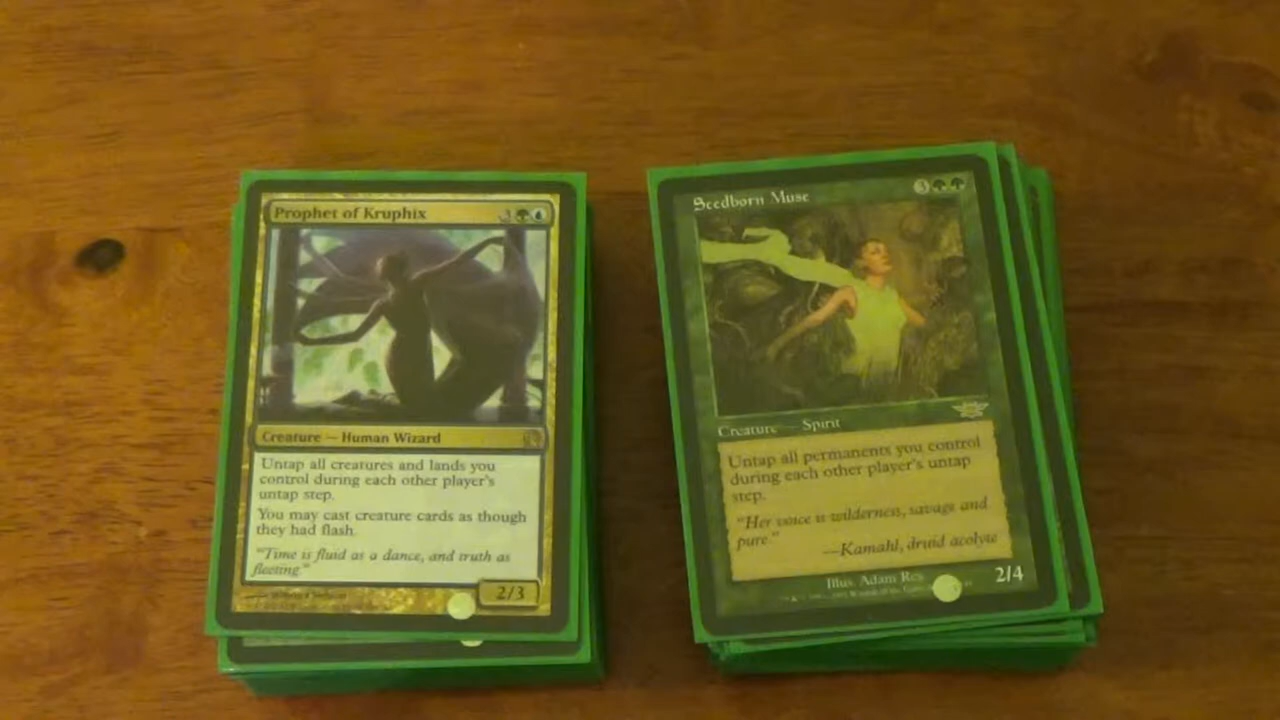 Prophet of Kruphix 3
Creature — Human Wizard
Untap all creatures and lands you
control during each other player's
untap step.
You may cast creature cards as though
they had flash.
"Time is fluid as a dance, and truth as
fleeting."
2/3
Seedborn Muse 3
Creature — Spirit
Untap all permanents you control
during each other player's untap
step.
"Her voice is wilderness, savage and
pure."
—Kamahl, druid acolyte
Illus. Adam Rex
2/4